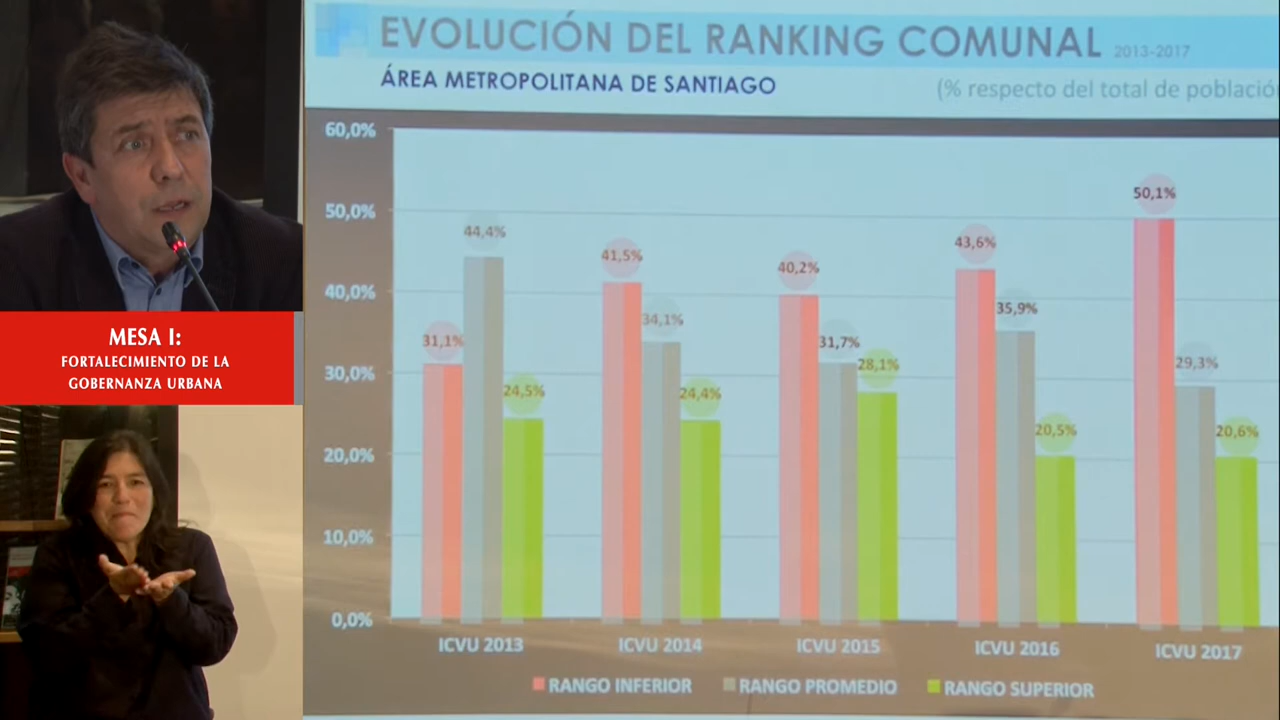 EVOLUCIÓN DEL RANKING COMUNAL 2013-2017
ÁREA METROPOLITANA DE SANTIAGO
(% respecto del total de población
60,0%
50,0%
40,0%
30,0%
20,0%
10,0%
0,0%
31,1%
44,4%
24,5%
41,5%
34,1%
24,4%
40,2%
31,7%
28,1%
43,6%
35,9%
20,5%
50,1%
29,3%
20,6%
ICVU 2013
ICVU 2014
ICVU 2015
ICVU 2016
ICVU 2017
RANGO INFERIOR
RANGO PROMEDIO
RANGO SUPERIOR
MESA I:
FORTALECIMIENTO DE LA
GOBERNANZA URBANA